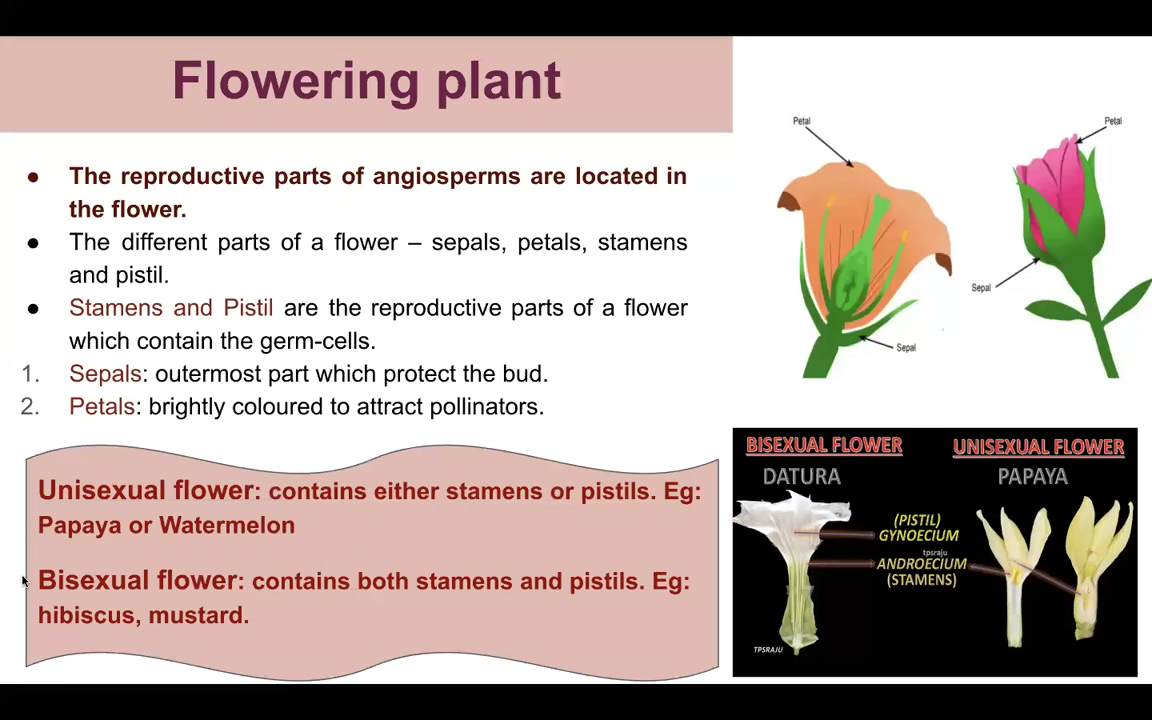 Flowering plant
● The reproductive parts of angiosperms are located in
the flower.
● The different parts of a flower – sepals, petals, stamens
and pistil.
● Stamens and Pistil are the reproductive parts of a flower
which contain the germ-cells.
1. Sepals: outermost part which protect the bud.
2. Petals: brightly coloured to attract pollinators.
Unisexual flower: contains either stamens or pistils. Eg:
Papaya or Watermelon
Bisexual flower: contains both stamens and pistils. Eg:
hibiscus, mustard.
Petal
Petal
Sepal
Sepal
BISEXUAL FLOWER
UNISEXUAL FLOWER
DATURA
PAPAYA
(PISTIL)
GYNOECIUM
tpsraju
ANDROECIUM
(STAMENS)
TPSRAJU